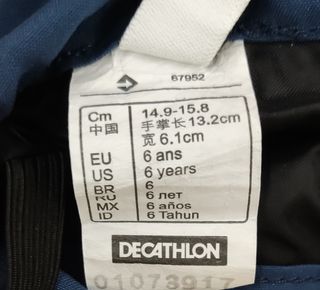 67952
Cm 14.9-15.8
中国 手掌长13.2cm
宽6.1cm
EU 6 ans
US 6 years
BR 6
RU 6 лет
MX 6 años
ID 6 Tahun
DECATHLON
01073917